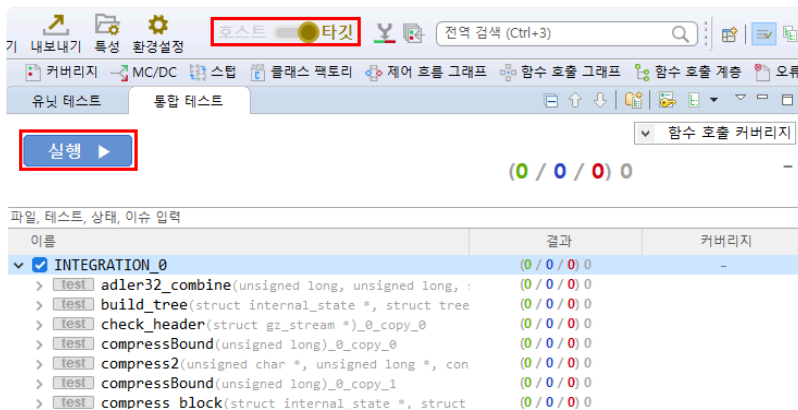 기 내보내기 특성 환경설정 호스트 타깃 전역 검색 (Ctrl+3)
커버리지 MC/DC 스텁 클래스 팩토리 제어 흐름 그래프 함수 호출 그래프 함수 호출 계층 오류
유닛 테스트 통합 테스트
함수 호출 커버리지
실행
(0 / 0 / 0) 0 –
파일, 테스트, 상태, 이슈 입력
이름 결과 커버리지
INTEGRATION_0 (0 / 0 / 0) 0 –
test adler32_combine(unsigned long, unsigned long, (0 / 0 / 0) 0
test build_tree(struct internal_state *, struct tree (0 / 0 / 0) 0
test check_header(struct gz_stream *)_0_copy_0 (0 / 0 / 0) 0
test compressBound(unsigned long)_0_copy_0 (0 / 0 / 0) 0
test compress2(unsigned char *, unsigned long *, con (0 / 0 / 0) 0
test compressBound(unsigned long)_0_copy_1 (0 / 0 / 0) 0
test compress_block(struct internal_state *, struct (0 / 0 / 0) 0